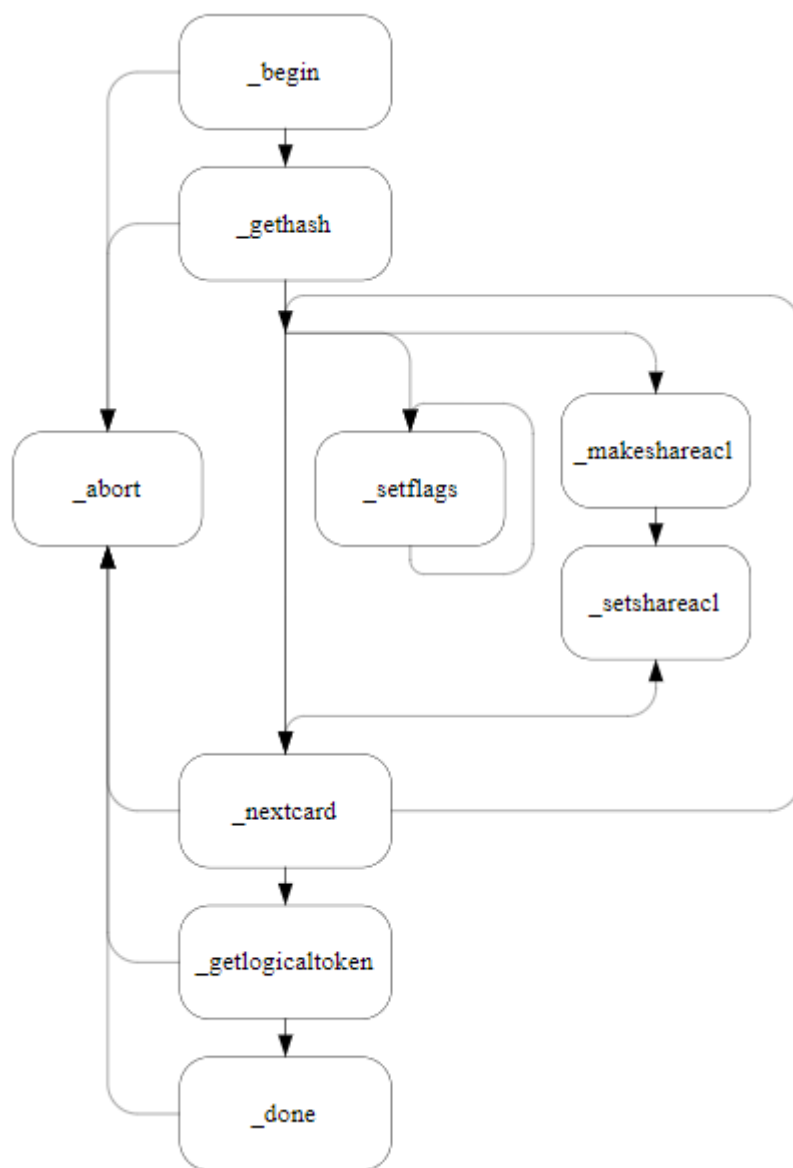 _begin
_gethash
_makeshareacl
_abort
_setflags
_setshareacl
_nextcard
_getlogicaltoken
_done